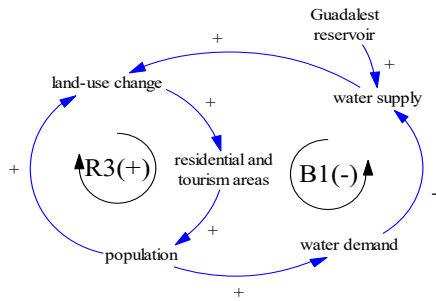 Guadalest
reservoir
+
+
land-use change
+
water supply
+
R3(+)
residential and
tourism areas
B1(-)
-
+
population
water demand
+